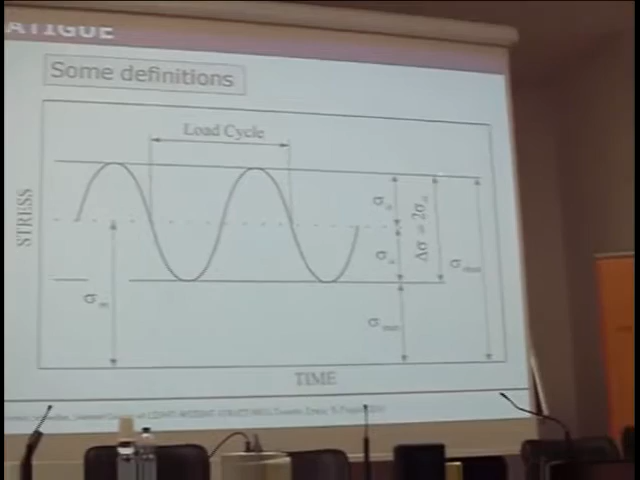 ATIGUE
Some definitions
Load Cycle
STRESS
σa
Δσ = 2σa
σa
σm
σmax
σmin
TIME